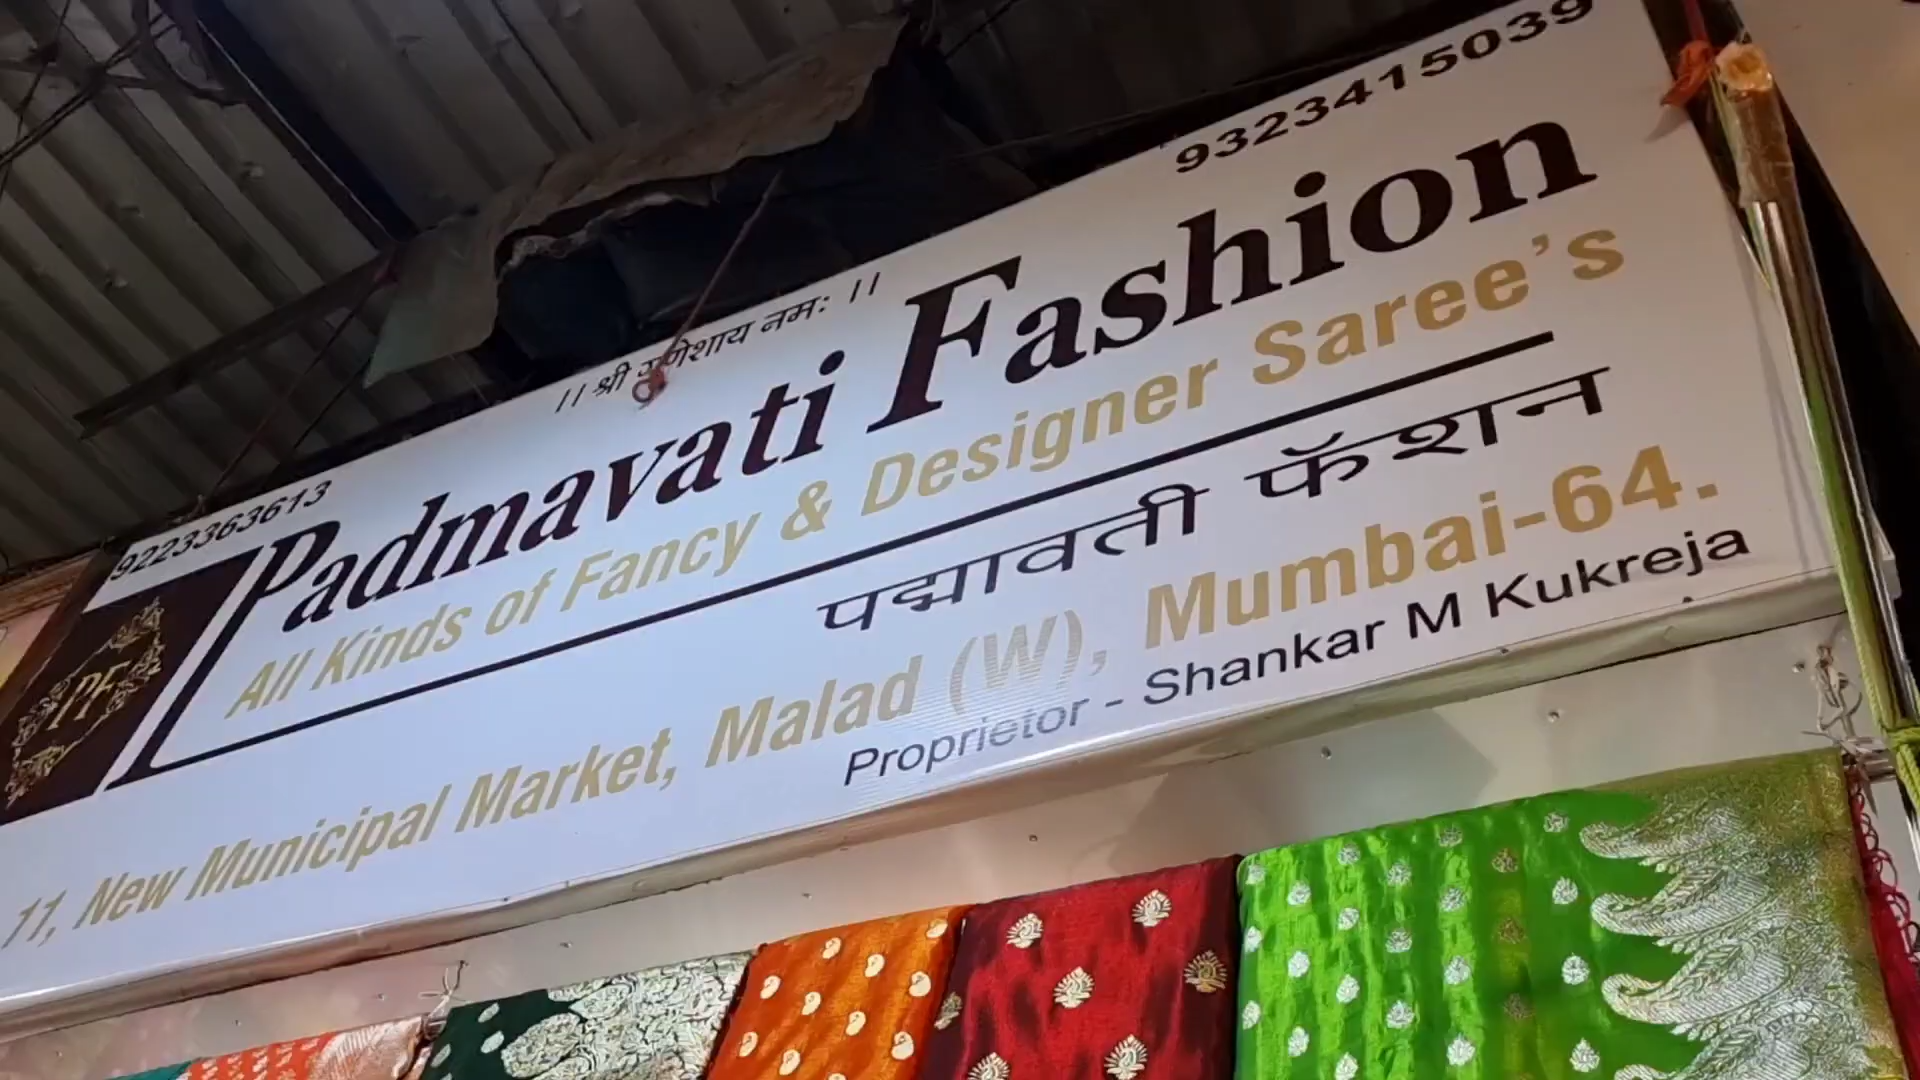 ।। श्री गणेशाय नमः ।।
9223363613
9323415039
Padmavati Fashion
All Kinds of Fancy & Designer Saree's
पद्मावती फॅशन
11, New Municipal Market, Malad (W), Mumbai-64.
Proprietor - Shankar M Kukreja
PF